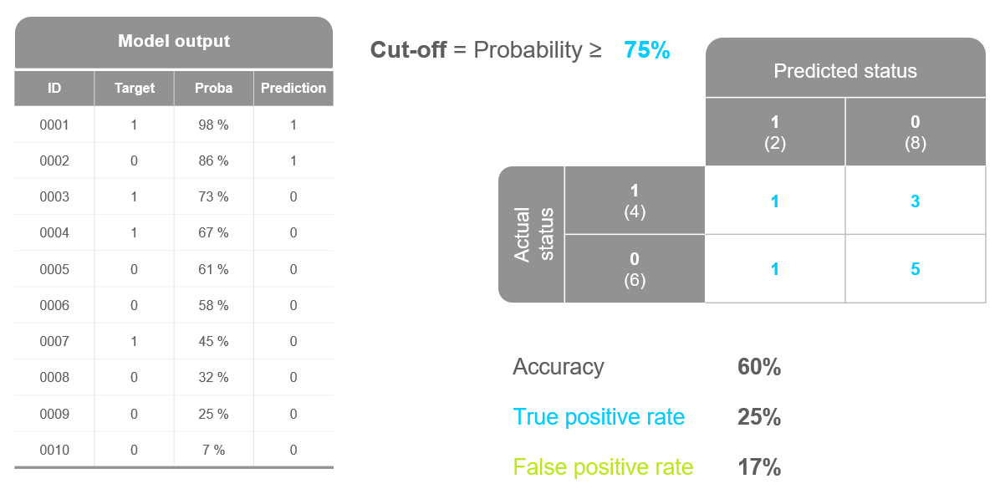 Model output
ID Target Proba Prediction
0001 1 98 % 1
0002 0 86 % 1
0003 1 73 % 0
0004 1 67 % 0
0005 0 61 % 0
0006 0 58 % 0
0007 1 45 % 0
0008 0 32 % 0
0009 0 25 % 0
0010 0 7 % 0
Cut-off = Probability ≥ 75%
Predicted status
1 0
(2) (8)
Actual
status
1
(4)
1 3
0
(6)
1 5
Accuracy 60%
True positive rate 25%
False positive rate 17%